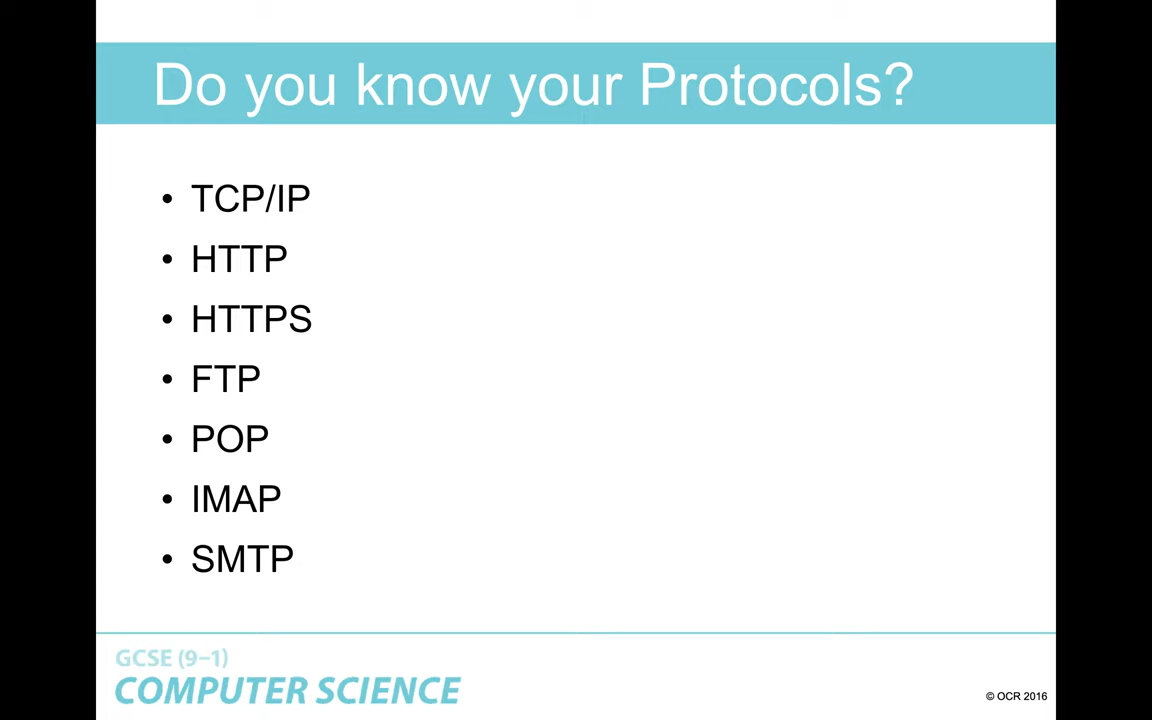 Do you know your Protocols?
• TCP/IP
• HTTP
• HTTPS
• FTP
• POP
• IMAP
• SMTP
GCSE (9–1)
COMPUTER SCIENCE
© OCR 2016